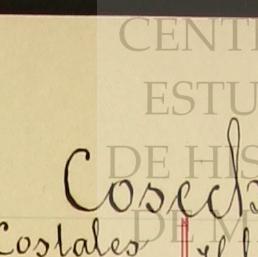 CENT
ESTU
DE HIS
Cosech
DE M
Costales